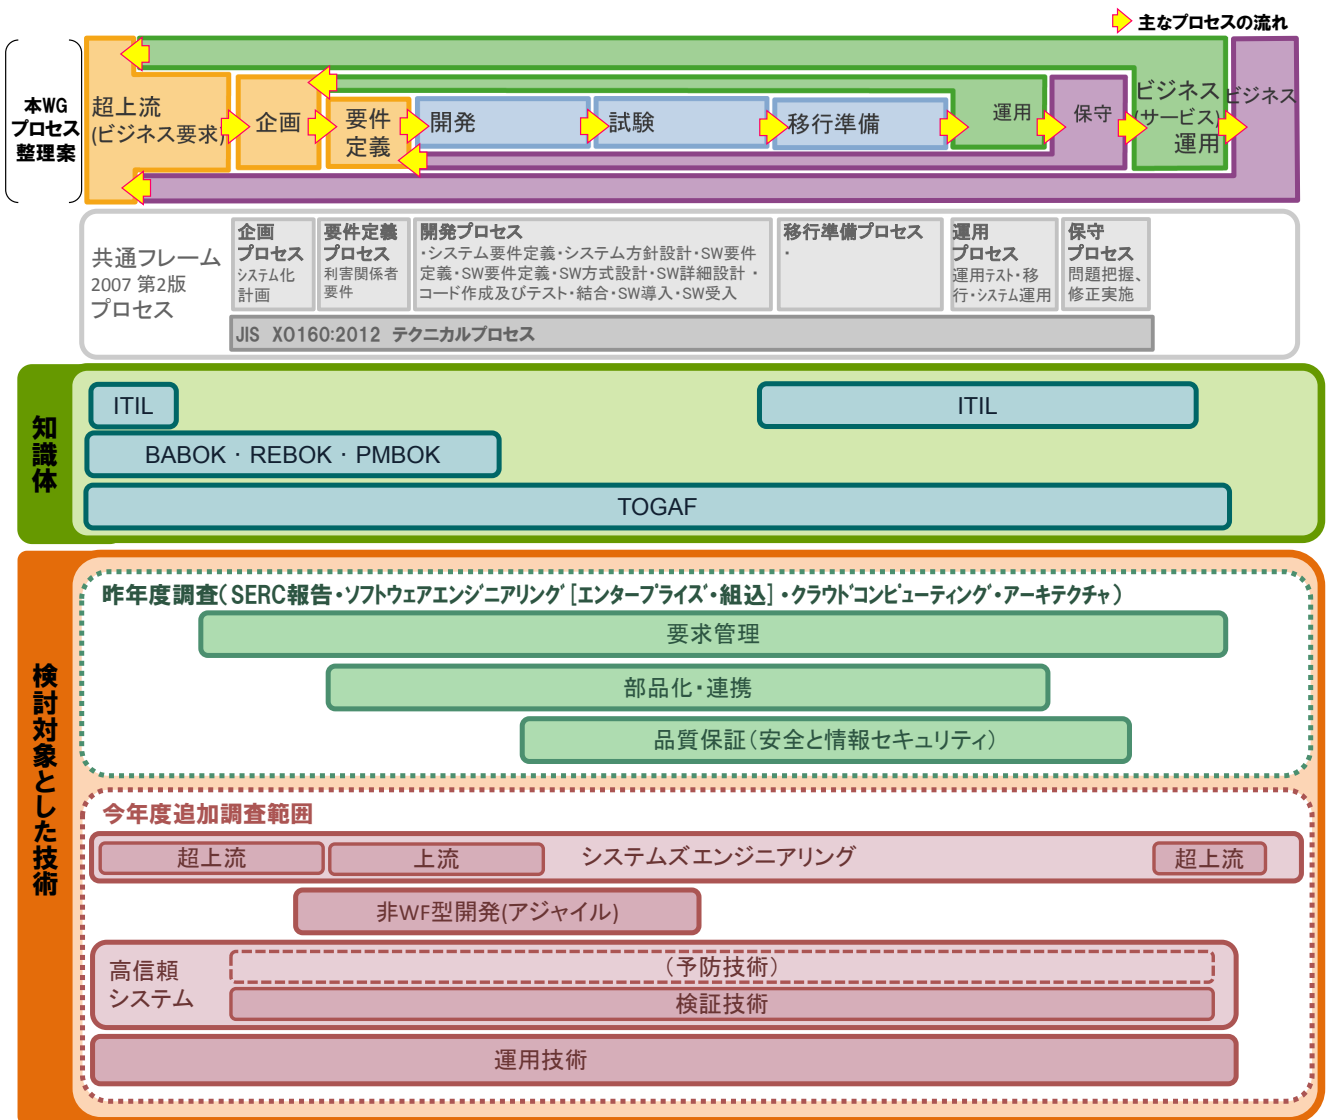 主なプロセスの流れ
本WG
プロセス
整理案
超上流
(ビジネス要求)
企画
要件
定義
開発
試験
移行準備
運用
保守
ビジネス
(サービス)
運用
ビジネス
共通フレーム
2007 第2版
プロセス
企画
プロセス
システム化
計画
要件定義
プロセス
利害関係者
要件
開発プロセス
・システム要件定義・システム方針設計・SW要件
定義・SW要件定義・SW方式設計・SW詳細設計・
コード作成及びテスト・結合・SW導入・SW受入
移行準備プロセス
・
運用
プロセス
運用テスト・移
行・システム運用
保守
プロセス
問題把握、
修正実施
JIS X0160:2012 テクニカルプロセス
知識体
ITIL
ITIL
BABOK・REBOK・PMBOK
TOGAF
検討対象とした技術
昨年度調査(SERC報告・ソフトウェアエンジニアリング[エンタープライズ・組込]・クラウドコンピューティング・アーキテクチャ)
要求管理
部品化・連携
品質保証(安全と情報セキュリティ)
今年度追加調査範囲
超上流
上流
システムズエンジニアリング
超上流
非WF型開発(アジャイル)
高信頼
システム
(予防技術)
検証技術
運用技術